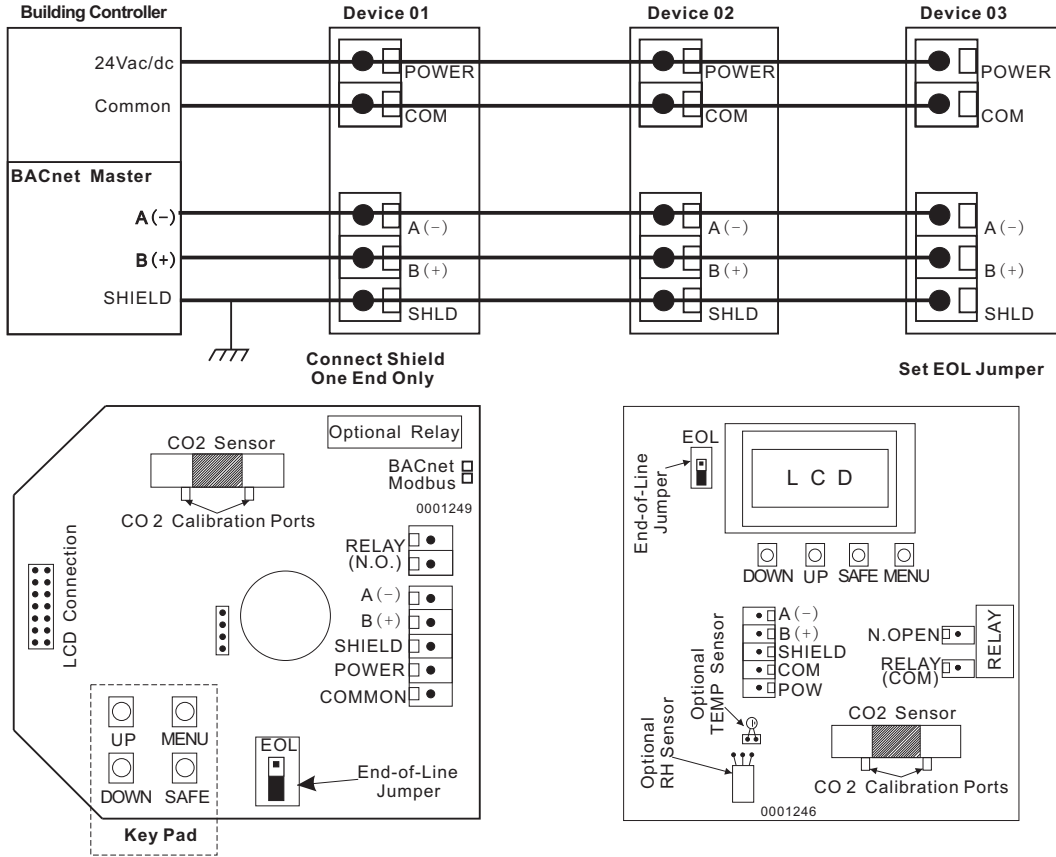 Building Controller
Device 01
Device 02
Device 03
24Vac/dc
POWER
POWER
POWER
Common
COM
COM
COM
BACnet Master
A(-)
A(-)
A(-)
A(-)
B(+)
B(+)
B(+)
B(+)
SHIELD
SHLD
SHLD
SHLD
Connect Shield
One End Only
Set EOL Jumper
CO2 Sensor
Optional Relay
BACnet
Modbus
0001249
CO 2 Calibration Ports
LCD Connection
RELAY
(N.O.)
A(-)
B(+)
SHIELD
POWER
COMMON
UP
MENU
DOWN
SAFE
Key Pad
EOL
End-of-Line
Jumper
EOL
End-of-Line
Jumper
LCD
DOWN
UP
SAFE
MENU
A(-)
B(+)
SHIELD
COM
POW
N.OPEN
RELAY
(COM)
RELAY
Optional
TEMP Sensor
Optional
RH Sensor
CO2 Sensor
CO 2 Calibration Ports
0001246